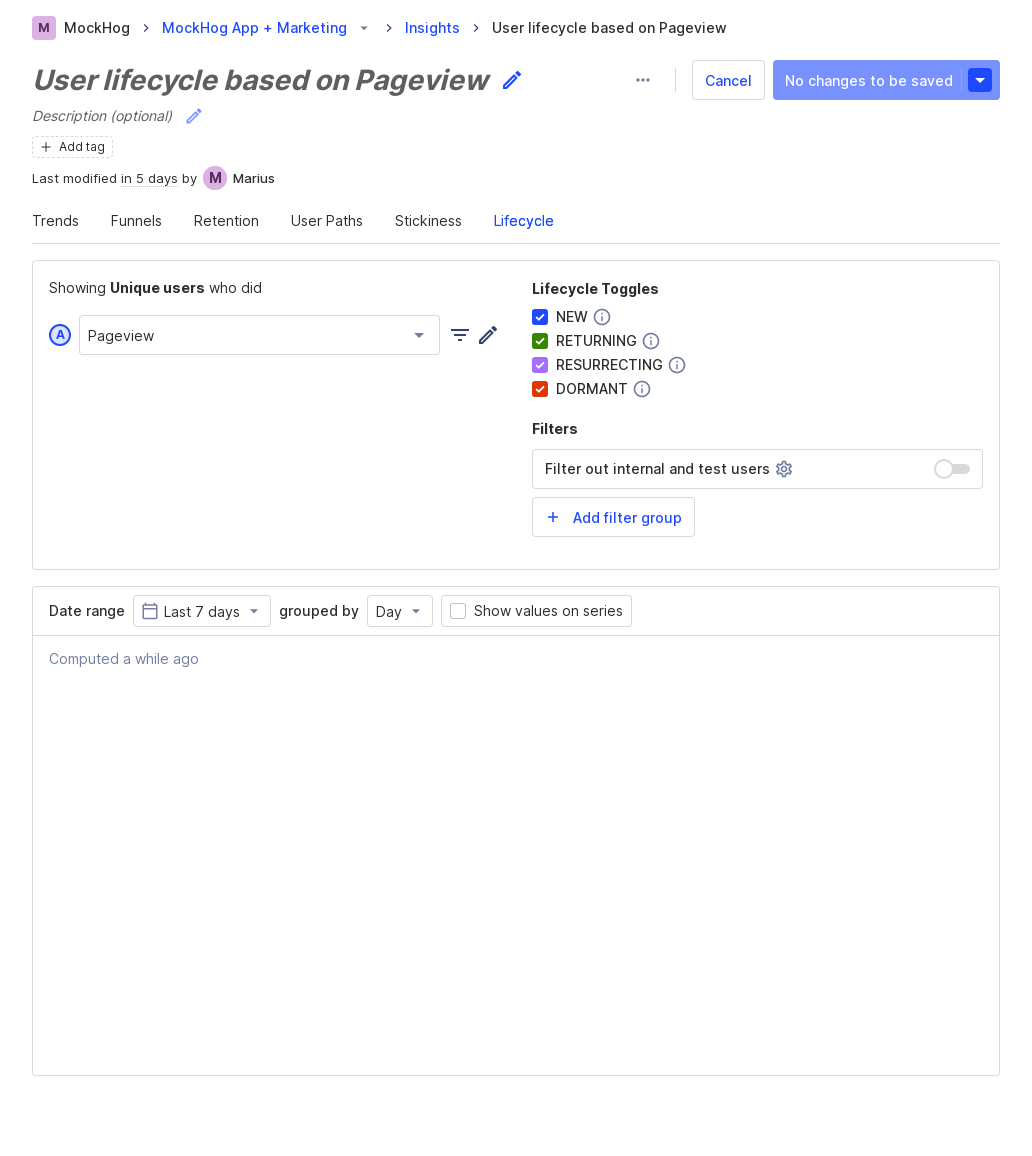 M MockHog MockHog App + Marketing Insights User lifecycle based on Pageview
User lifecycle based on Pageview
Cancel No changes to be saved
Description (optional)
Add tag
Last modified in 5 days by M Marius
Trends Funnels Retention User Paths Stickiness Lifecycle
Showing Unique users who did
A Pageview
Lifecycle Toggles
NEW
RETURNING
RESURRECTING
DORMANT
Filters
Filter out internal and test users
Add filter group
Date range Last 7 days grouped by Day Show values on series
Computed a while ago